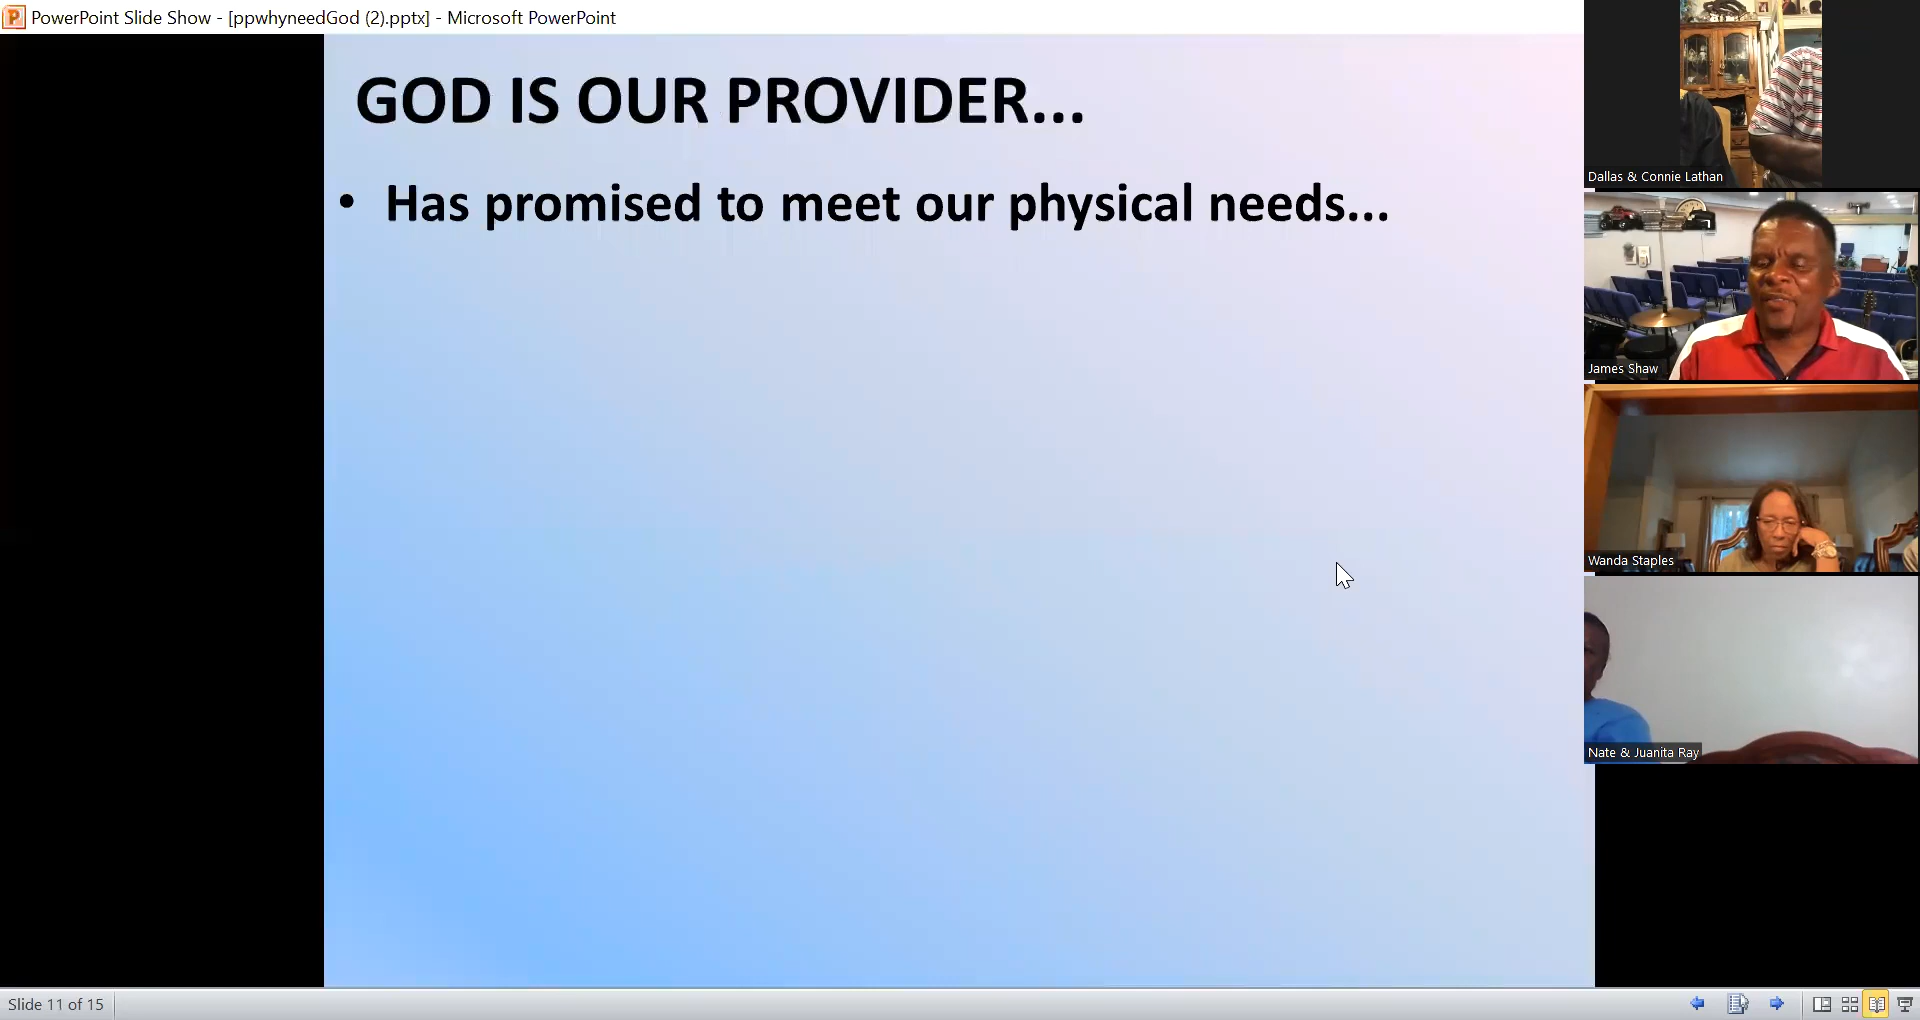 PowerPoint Slide Show - [ppwhyneedGod (2).pptx] - Microsoft PowerPoint
GOD IS OUR PROVIDER...
• Has promised to meet our physical needs...
Dallas & Connie Lathan
James Shaw
Wanda Staples
Nate & Juanita Ray
Slide 11 of 15